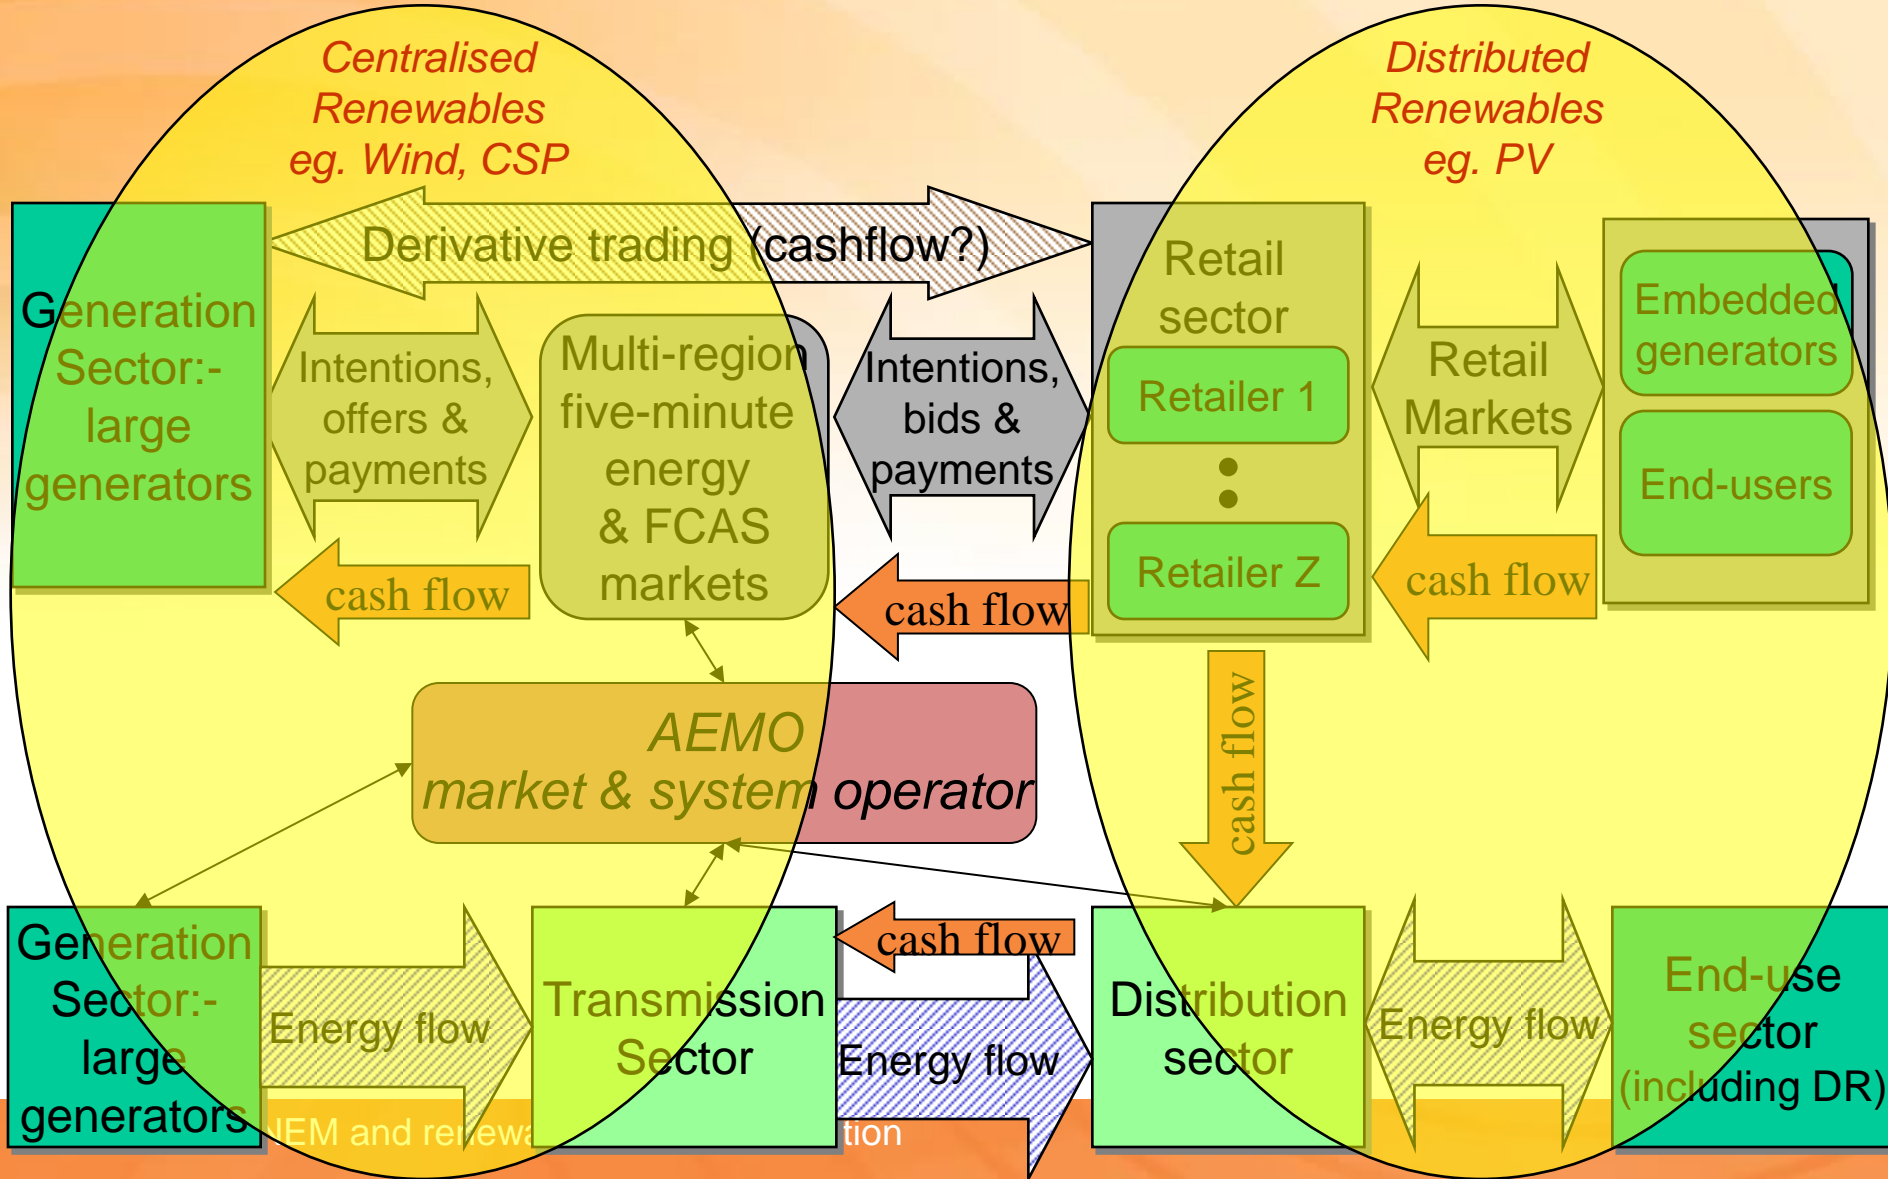 Centralised
Renewables
eg. Wind, CSP
Distributed
Renewables
eg. PV
Derivative trading (cashflow?)
Generation
Sector:-
large
generators
Intentions,
offers &
payments
Multi-region
five-minute
energy
& FCAS
markets
Intentions,
bids &
payments
Retail
sector
Retailer 1
Retailer Z
Retail
Markets
Embedded
generators
End-users
cash flow
cash flow
cash flow
cash flow
AEMO
market & system operator
Generation
Sector:-
large
generators
Energy flow
Transmission
Sector
cash flow
Energy flow
Distribution
sector
Energy flow
End-use
sector
(including DR)
NEM and renewa
tion